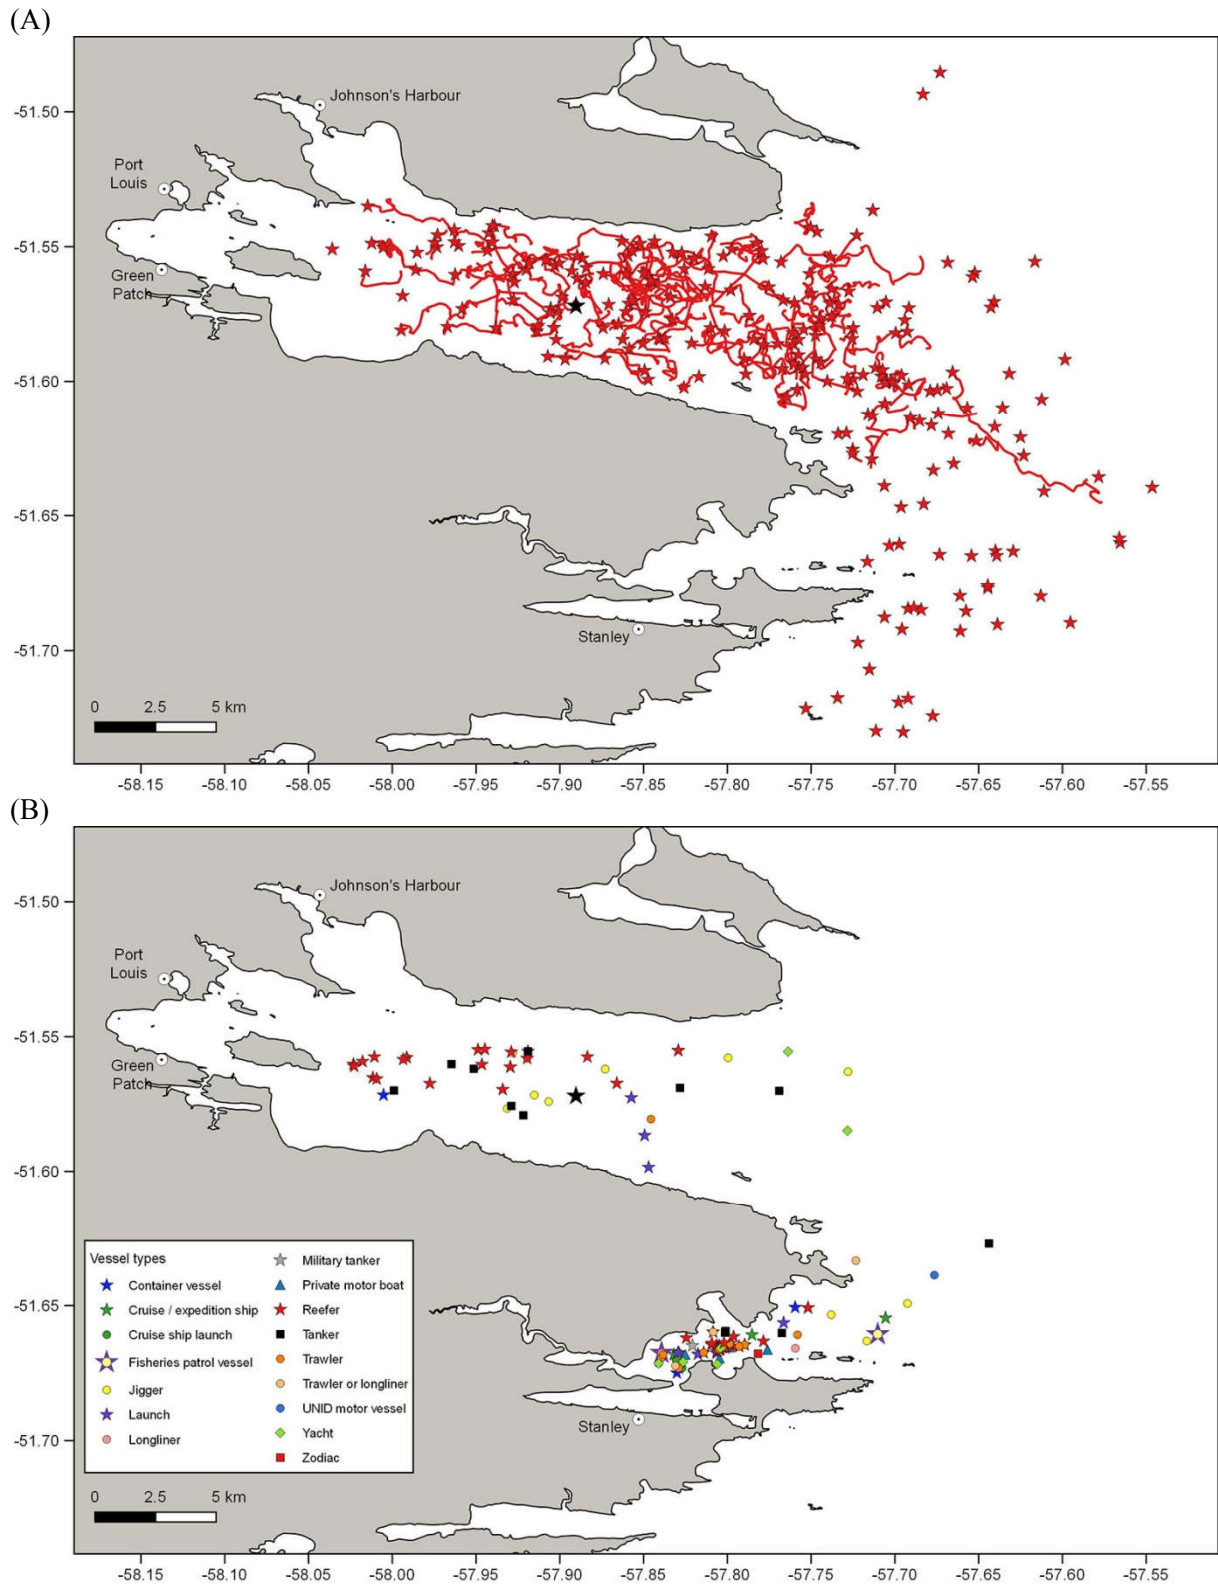 (A)
Johnson's Harbour
-51.50
Port
Louis
-51.55
Green
Patch
-51.60
-51.65
Stanley
-51.70
0 2.5 5 km
-58.15 -58.10 -58.05 -58.00 -57.95 -57.90 -57.85 -57.80 -57.75 -57.70 -57.65 -57.60 -57.55
(B)
Johnson's Harbour
-51.50
Port
Louis
-51.55
Green
Patch
-51.60
Vessel types
Container vessel
Cruise / expedition ship
Cruise ship launch
Fisheries patrol vessel
Jigger
Launch
Longliner
Military tanker
Private motor boat
Reefer
Tanker
Trawler
Trawler or longliner
UNID motor vessel
Yacht
Zodiac
-51.65
Stanley
-51.70
0 2.5 5 km
-58.15 -58.10 -58.05 -58.00 -57.95 -57.90 -57.85 -57.80 -57.75 -57.70 -57.65 -57.60 -57.55